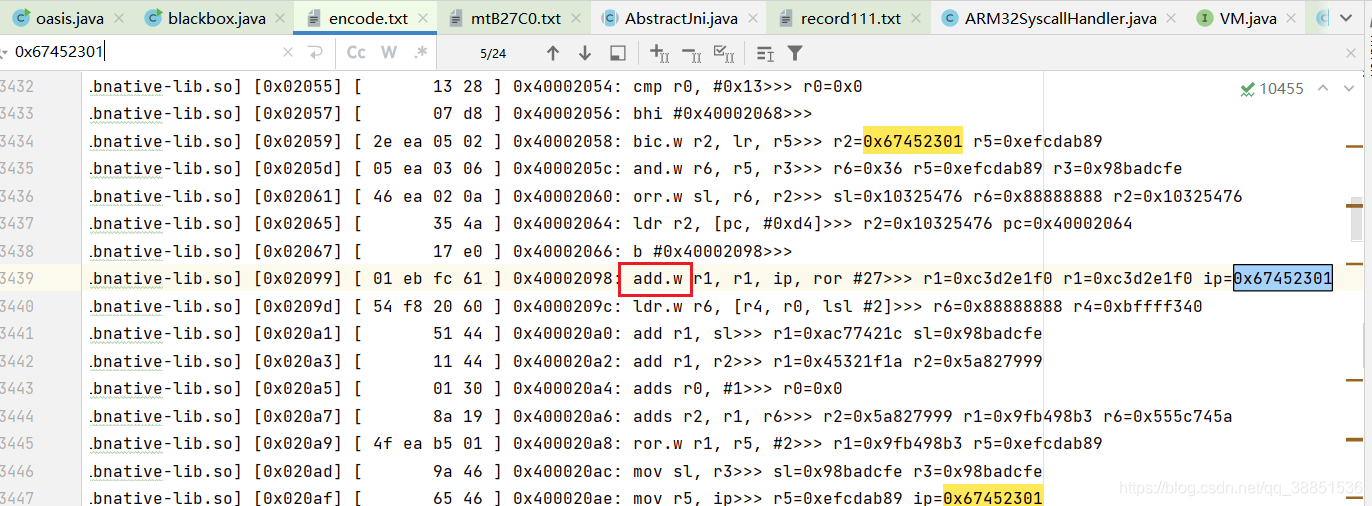 oasis.java × blackbox.java × encode.txt × mtB27C0.txt × AbstractJni.java × record111.txt × ARM32SyscallHandler.java × VM.java ×
0x67452301 × Cc W .* 5/24
3432 .bnative-lib.so] [0x02055] [ 13 28 ] 0x40002054: cmp r0, #0x13>>> r0=0x0
10455
3433 .bnative-lib.so] [0x02057] [ 07 d8 ] 0x40002056: bhi #0x40002068>>>
3434 .bnative-lib.so] [0x02059] [ 2e ea 05 02 ] 0x40002058: bic.w r2, lr, r5>>> r2=0x67452301 r5=0xefcdab89
3435 .bnative-lib.so] [0x0205d] [ 05 ea 03 06 ] 0x4000205c: and.w r6, r5, r3>>> r6=0x36 r5=0xefcdab89 r3=0x98badcfe
3436 .bnative-lib.so] [0x02061] [ 46 ea 02 0a ] 0x40002060: orr.w sl, r6, r2>>> sl=0x10325476 r6=0x88888888 r2=0x10325476
3437 .bnative-lib.so] [0x02065] [ 35 4a ] 0x40002064: ldr r2, [pc, #0xd4]>>> r2=0x10325476 pc=0x40002064
3438 .bnative-lib.so] [0x02067] [ 17 e0 ] 0x40002066: b #0x40002098>>>
3439 .bnative-lib.so] [0x02099] [ 01 eb fc 61 ] 0x40002098: add.w r1, r1, ip, ror #27>>> r1=0xc3d2e1f0 r1=0xc3d2e1f0 ip=0x67452301
3440 .bnative-lib.so] [0x0209d] [ 54 f8 20 60 ] 0x4000209c: ldr.w r6, [r4, r0, lsl #2]>>> r6=0x88888888 r4=0xbffff340
3441 .bnative-lib.so] [0x020a1] [ 51 44 ] 0x400020a0: add r1, sl>>> r1=0xac77421c sl=0x98badcfe
3442 .bnative-lib.so] [0x020a3] [ 11 44 ] 0x400020a2: add r1, r2>>> r1=0x45321f1a r2=0x5a827999
3443 .bnative-lib.so] [0x020a5] [ 01 30 ] 0x400020a4: adds r0, #1>>> r0=0x0
3444 .bnative-lib.so] [0x020a7] [ 8a 19 ] 0x400020a6: adds r2, r1, r6>>> r2=0x5a827999 r1=0x9fb498b3 r6=0x555c745a
3445 .bnative-lib.so] [0x020a9] [ 4f ea b5 01 ] 0x400020a8: ror.w r1, r5, #2>>> r1=0x9fb498b3 r5=0xefcdab89
3446 .bnative-lib.so] [0x020ad] [ 9a 46 ] 0x400020ac: mov sl, r3>>> sl=0x98badcfe r3=0x98badcfe
3447 .bnative-lib.so] [0x020af] [ 65 46 ] 0x400020ae: mov r5, ip>>> r5=0xefcdab89 ip=0x67452301
https://blog.csdn.net/qq_38851536